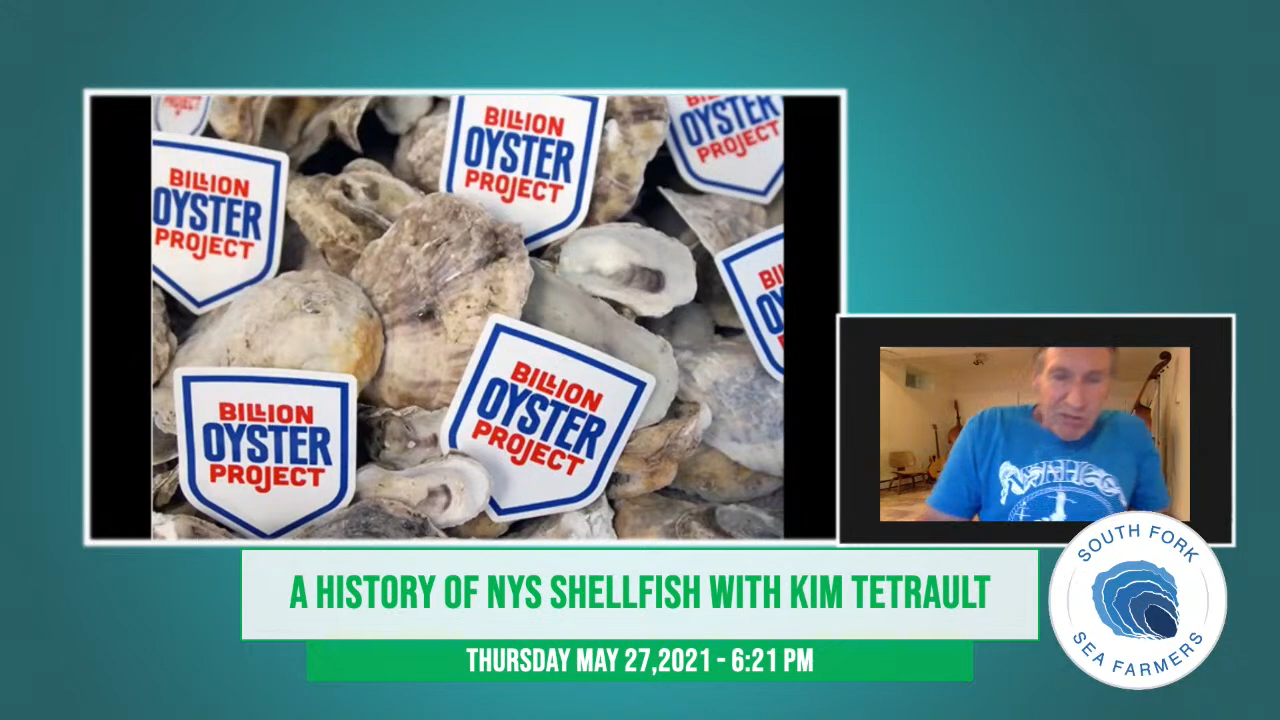 PROJECT
BILLION
OYSTER
PROJECT
BILLION
OYSTER
PROJECT
OYSTER
PROJECT
BILLION
OYSTER
PROJECT
BILLION
OYSTER
PROJECT
SOUTH FORK
SEA FARMERS
A HISTORY OF NYS SHELLFISH WITH KIM TETRAULT
THURSDAY MAY 27,2021 - 6:21 PM